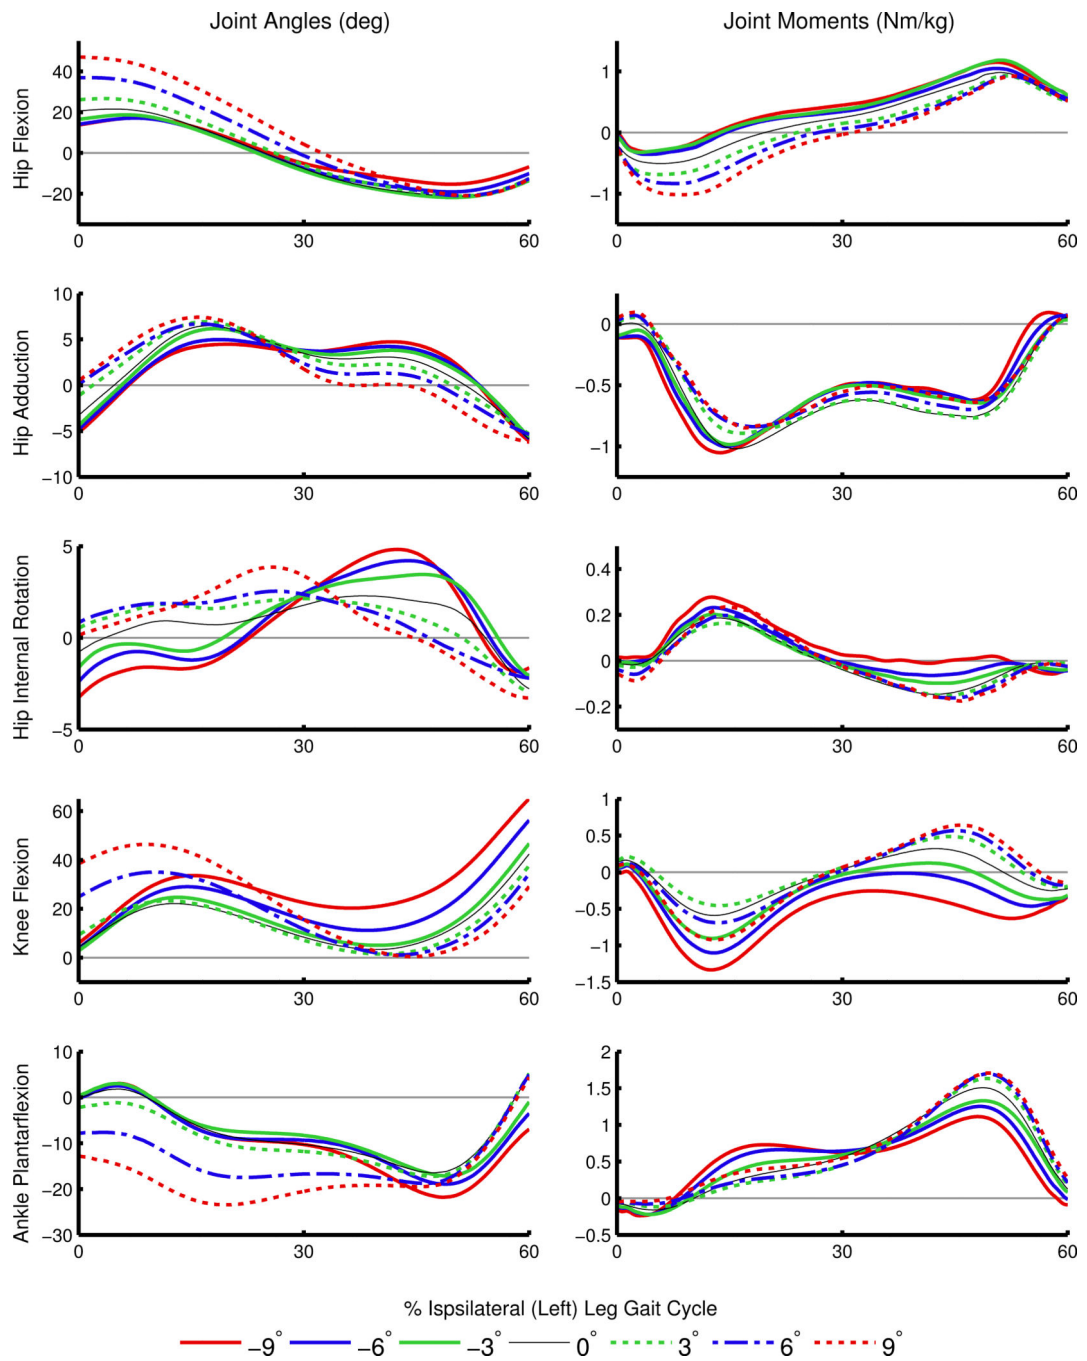 Joint Angles (deg) Joint Moments (Nm/kg)
Hip Flexion
40
20
0
−20
0 30 60
1
0
−1
0 30 60
Hip Adduction
10
5
0
−5
−10
0 30 60
0
−0.5
−1
0 30 60
Hip Internal Rotation
5
0
−5
0 30 60
0.4
0.2
0
−0.2
0 30 60
Knee Flexion
60
40
20
0
0 30 60
1
0.5
0
−0.5
−1
−1.5
0 30 60
Ankle Plantarflexion
10
0
−10
−20
−30
0 30 60
2
1.5
1
0.5
0
−0.5
0 30 60
% Ispsilateral (Left) Leg Gait Cycle
−9° −6° −3° 0° 3° 6° 9°